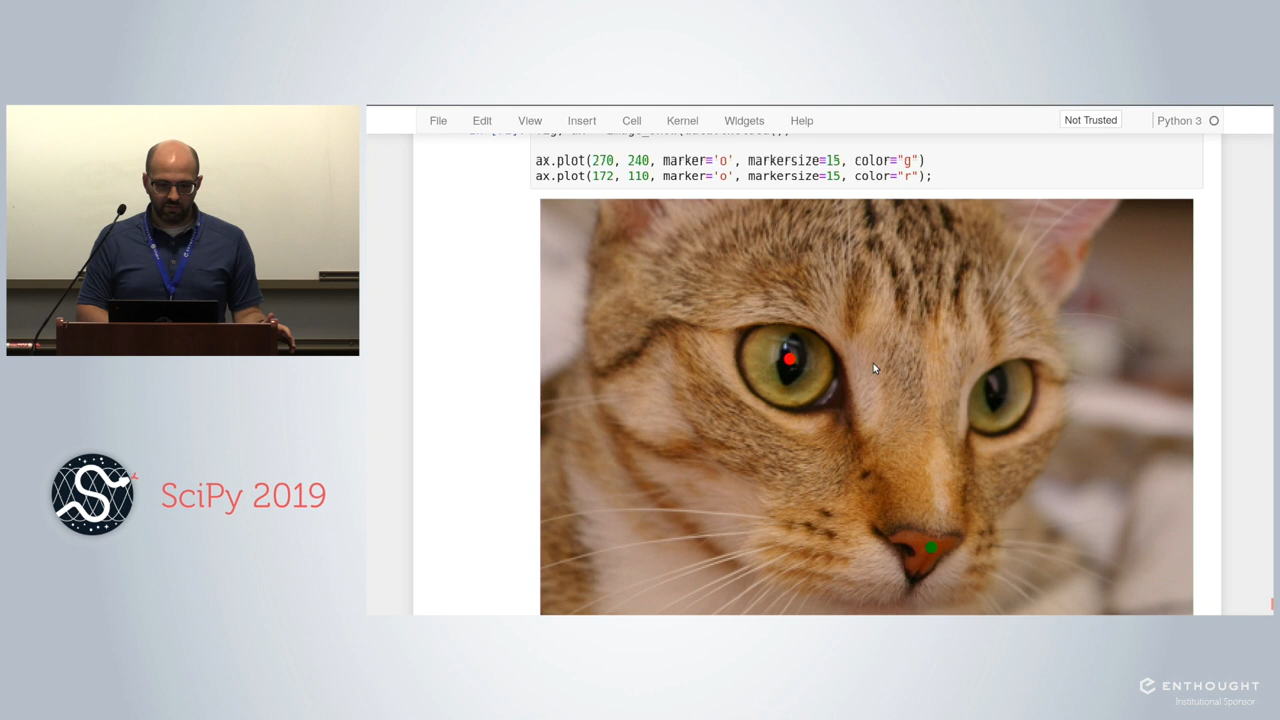 File Edit View Insert Cell Kernel Widgets Help Not Trusted Python 3
ax.plot(270, 240, marker='o', markersize=15, color="g")
ax.plot(172, 110, marker='o', markersize=15, color="r");
SciPy 2019
ENTHOUGHT
Institutional Sponsor